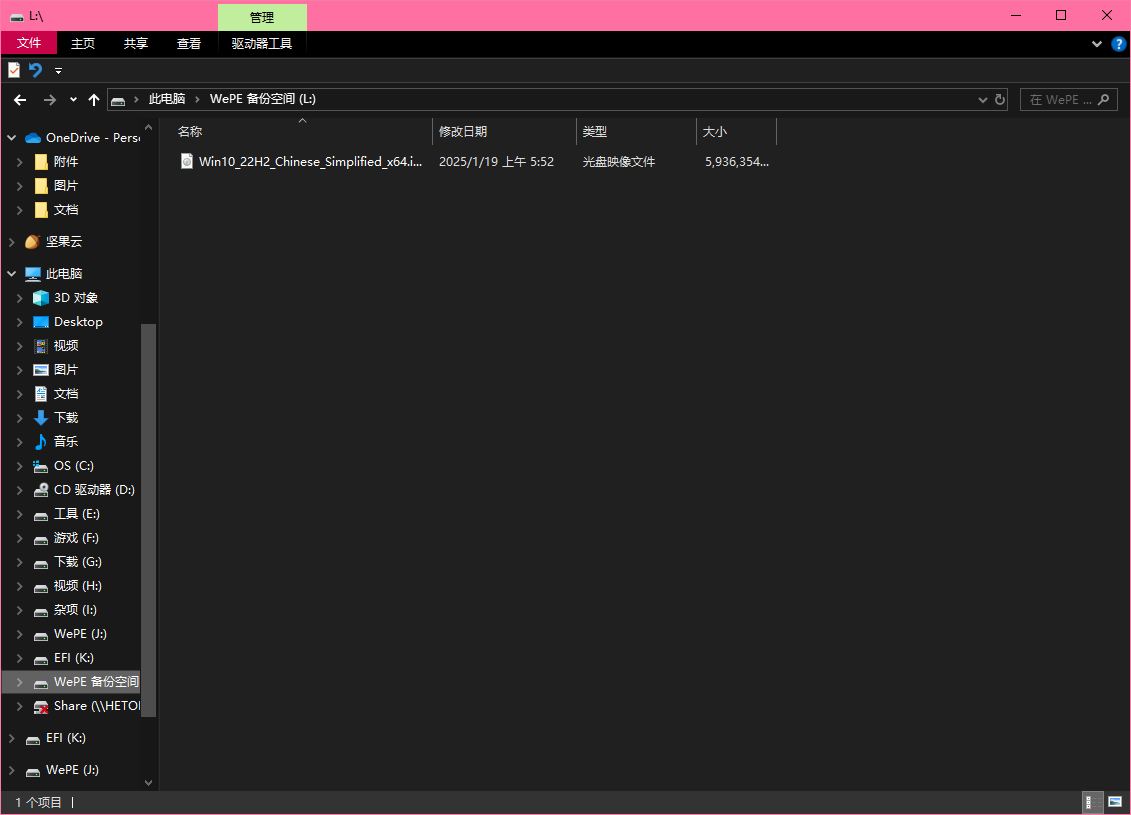 L:\
管理
文件
主页
共享
查看
驱动器工具
此电脑
WePE 备份空间 (L:)
在 WePE ...
名称
修改日期
类型
大小
Win10_22H2_Chinese_Simplified_x64.i...
2025/1/19 上午 5:52
光盘映像文件
5,936,354...
OneDrive - Pers
附件
图片
文档
坚果云
此电脑
3D 对象
Desktop
视频
图片
文档
下载
音乐
OS (C:)
CD 驱动器 (D:)
工具 (E:)
游戏 (F:)
下载 (G:)
视频 (H:)
杂项 (I:)
WePE (J:)
EFI (K:)
WePE 备份空间
Share (\\HETO
EFI (K:)
WePE (J:)
1 个项目